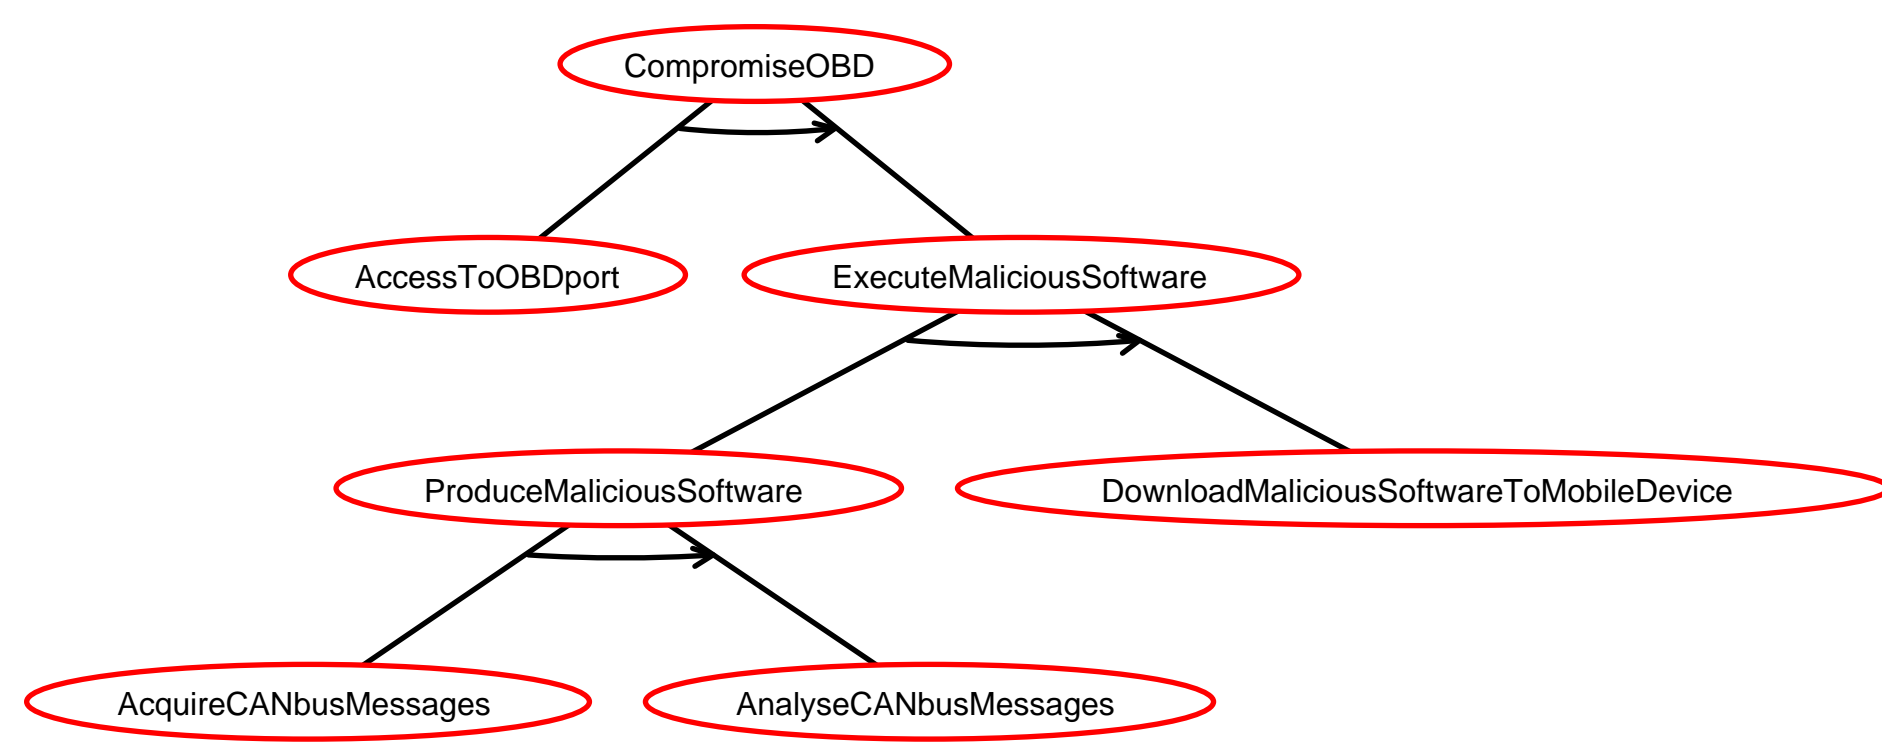 CompromiseOBD
AccessToOBDport
ExecuteMaliciousSoftware
ProduceMaliciousSoftware
DownloadMaliciousSoftwareToMobileDevice
AcquireCANbusMessages
AnalyseCANbusMessages